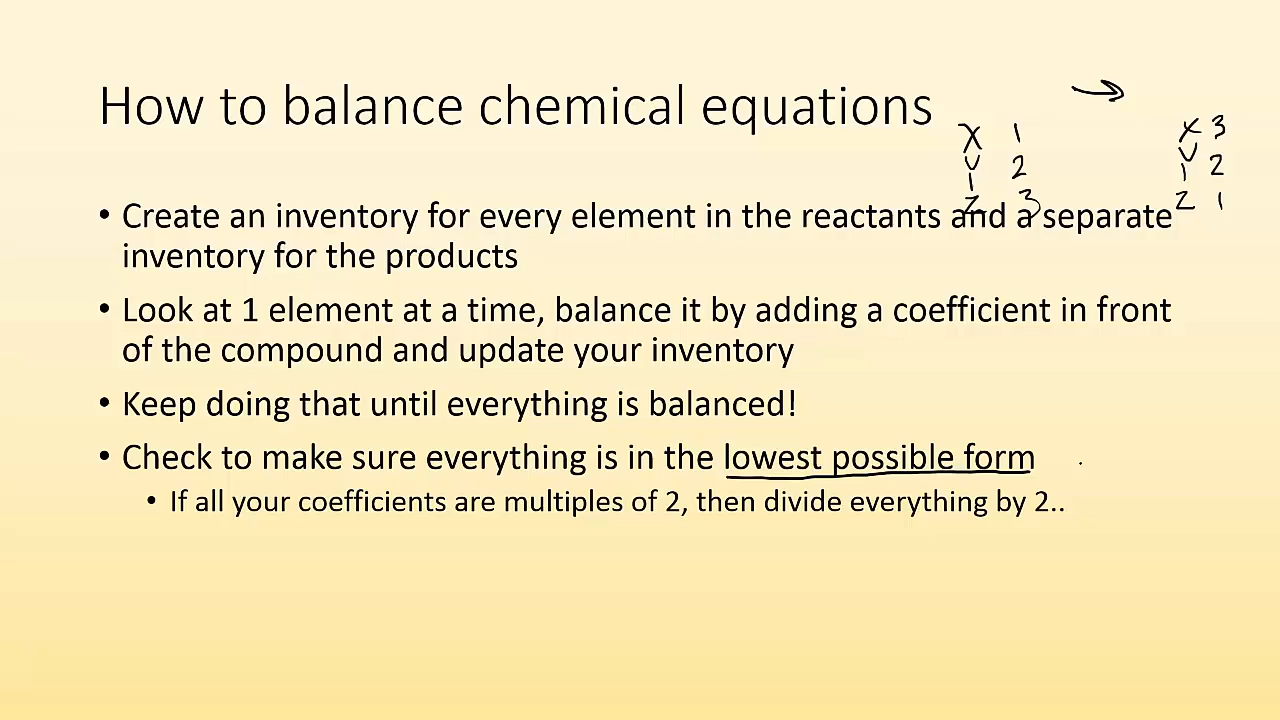 How to balance chemical equations
→
X 1
Y 2
Z 3
X 3
Y 2
Z 1
• Create an inventory for every element in the reactants and a separate
inventory for the products
• Look at 1 element at a time, balance it by adding a coefficient in front
of the compound and update your inventory
• Keep doing that until everything is balanced!
• Check to make sure everything is in the lowest possible form
• If all your coefficients are multiples of 2, then divide everything by 2..